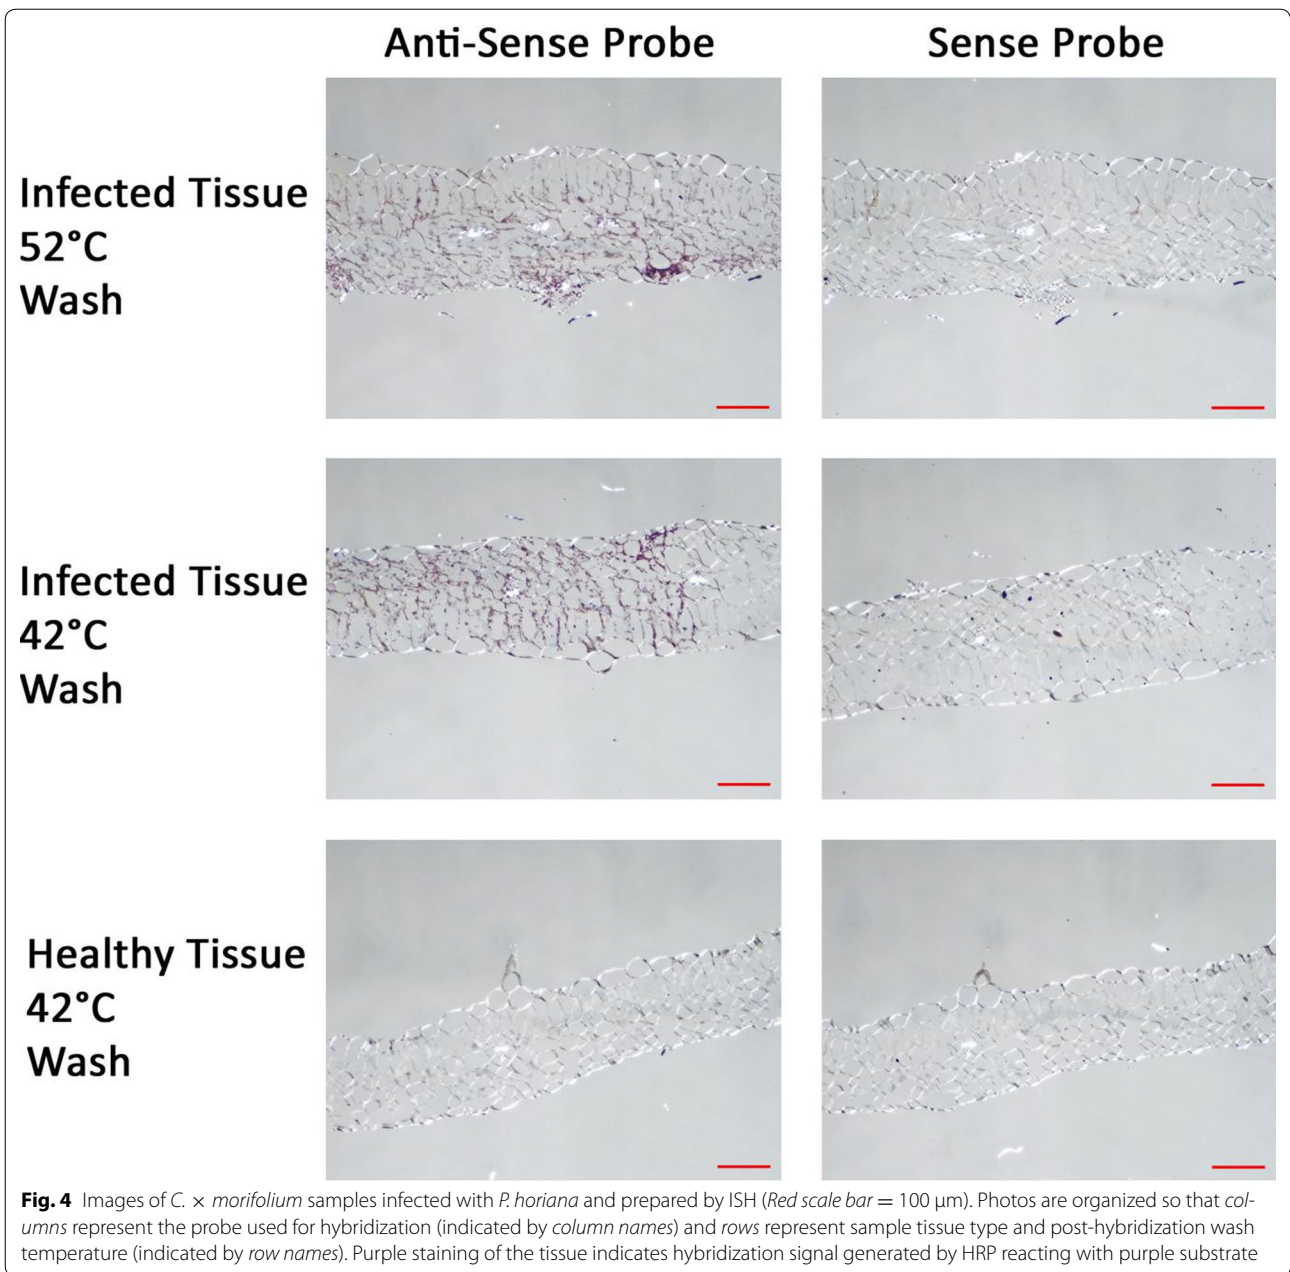 Anti-Sense Probe
Sense Probe
Infected Tissue
52°C
Wash
Infected Tissue
42°C
Wash
Healthy Tissue
42°C
Wash
Fig. 4 Images of C. × morifolium samples infected with P. horiana and prepared by ISH (Red scale bar = 100 μm). Photos are organized so that col-
umns represent the probe used for hybridization (indicated by column names) and rows represent sample tissue type and post-hybridization wash
temperature (indicated by row names). Purple staining of the tissue indicates hybridization signal generated by HRP reacting with purple substrate